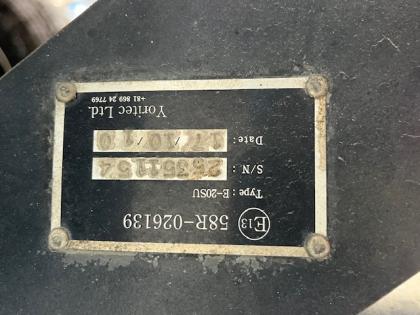 E13 58R-026139
Type : E-20SU
S/N :
Date :
Yoritec Ltd.
+81 869 24 7769